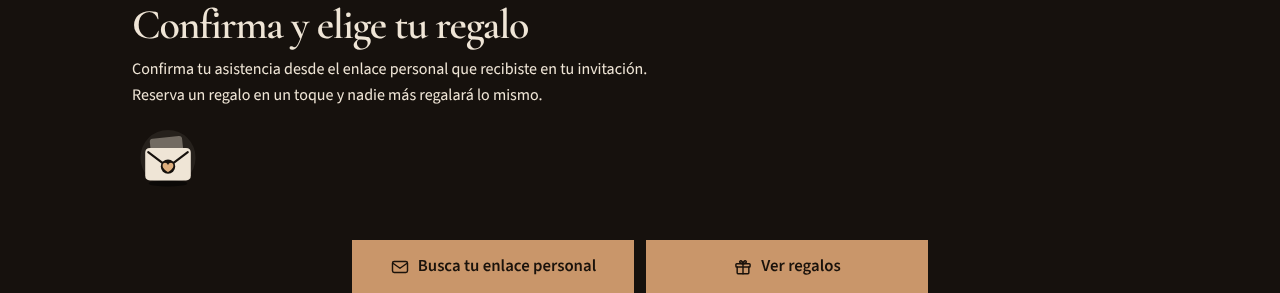 Confirma y elige tu regalo
Confirma tu asistencia desde el enlace personal que recibiste en tu invitación.
Reserva un regalo en un toque y nadie más regalará lo mismo.
Busca tu enlace personal
Ver regalos